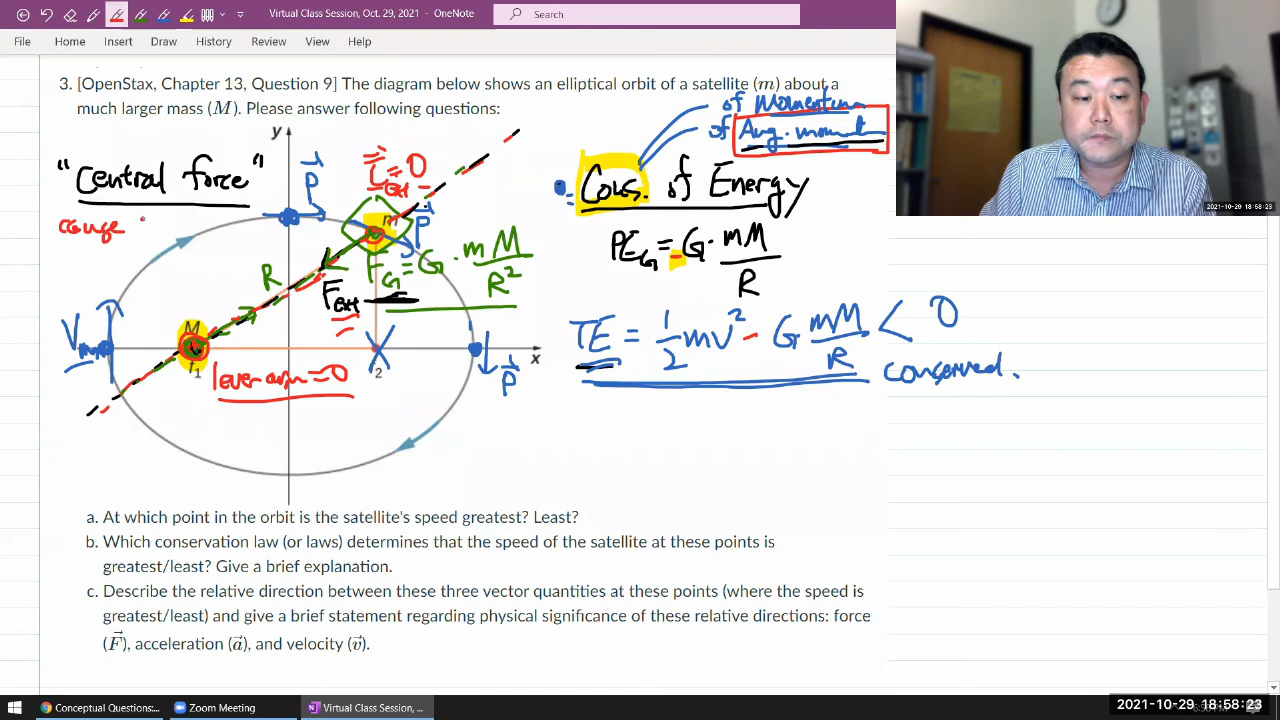 Virtual Class Session, Oct. 29, 2021 - OneNote
Search
File Home Insert Draw History Review View Help
3. [OpenStax, Chapter 13, Question 9] The diagram below shows an elliptical orbit of a satellite (m) about a
much larger mass (M). Please answer following questions:
of Momentum
of Ang. moment
Cons. of Energy
"Central force"
cause
y
τ⃗ext = 0
p⃗
m
p⃗
PE_G = - G · mM/R
R
F_G = G · mM/R²
F_ext
TE = 1/2 mv² - G mM/R < 0
conserved.
M
f₁
lever arm = 0
2
x
p⃗
a. At which point in the orbit is the satellite's speed greatest? Least?
b. Which conservation law (or laws) determines that the speed of the satellite at these points is
greatest/least? Give a brief explanation.
c. Describe the relative direction between these three vector quantities at these points (where the speed is
greatest/least) and give a brief statement regarding physical significance of these relative directions: force
(F⃗), acceleration (a⃗), and velocity (v⃗).
2021-10-29 18:58:23
Conceptual Questions:...
Zoom Meeting
Virtual Class Session, ...
2021-10-29 18:58:23